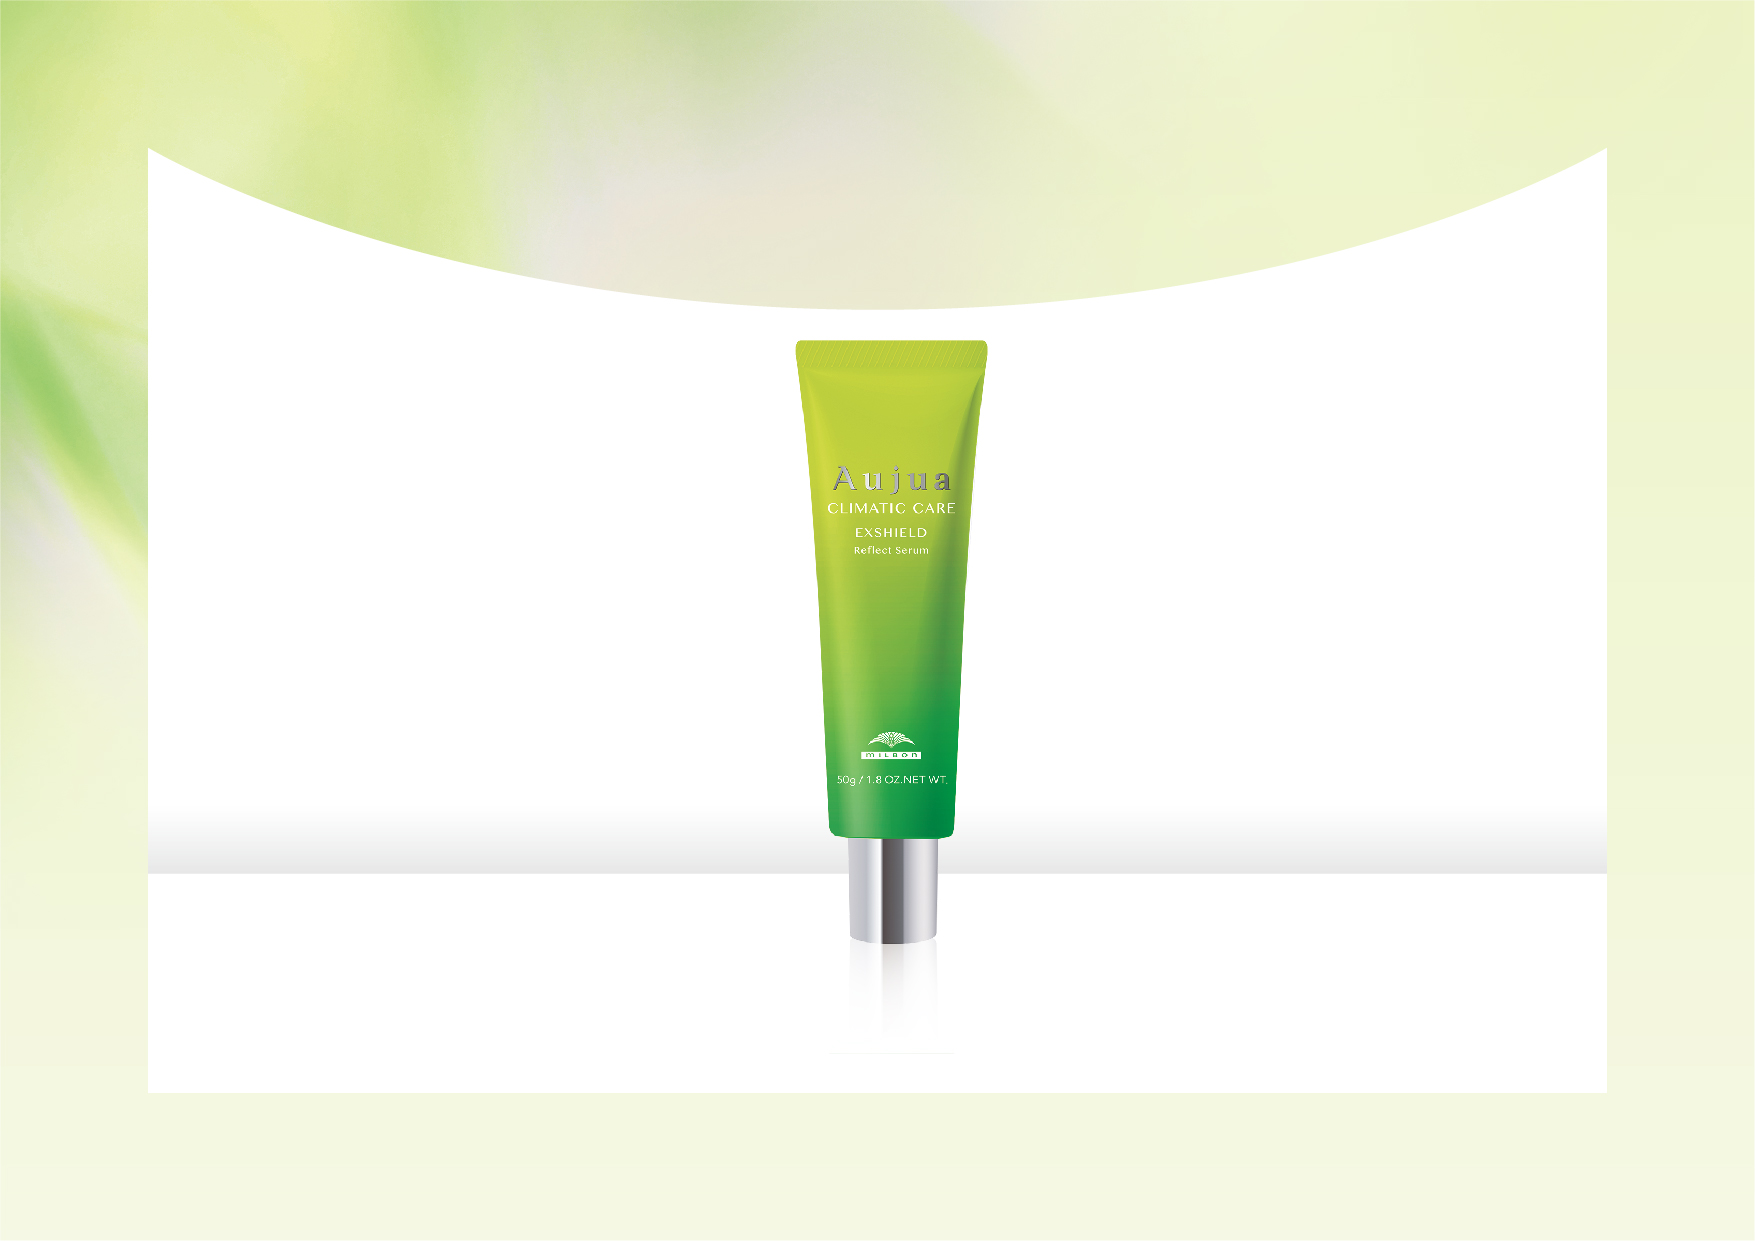 Aujua
CLIMATIC CARE
EXSHIELD
Reflect Serum
MILBON
50g / 1.8 OZ.NET WT.